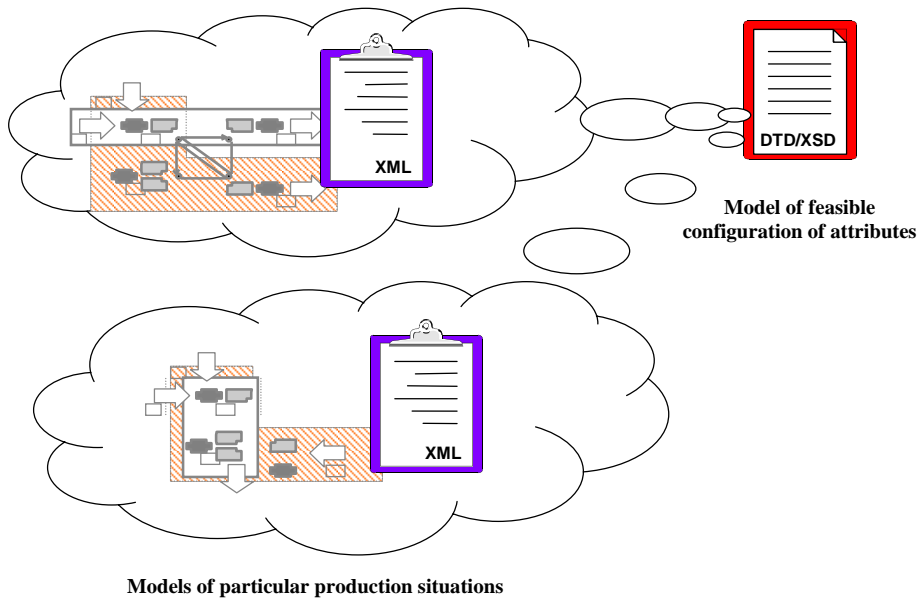 XML
DTD/XSD
Model of feasible
configuration of attributes
XML
Models of particular production situations